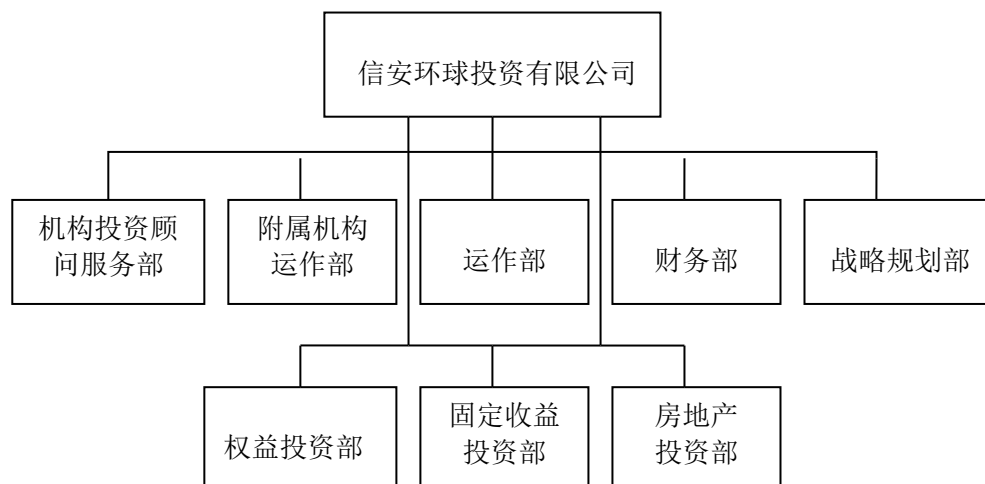 信安环球投资有限公司
机构投资顾
问服务部
附属机构
运作部
运作部
财务部
战略规划部
权益投资部
固定收益
投资部
房地产
投资部